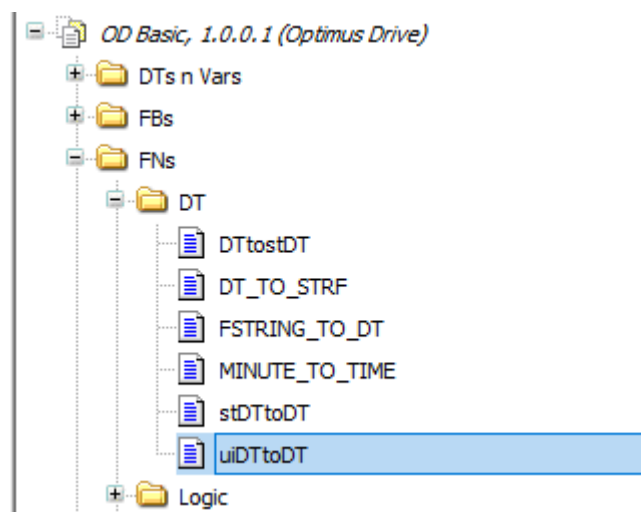 OD Basic, 1.0.0.1 (Optimus Drive)
DTs n Vars
FBs
FNs
DT
DTtostDT
DT_TO_STRF
FSTRING_TO_DT
MINUTE_TO_TIME
stDTtoDT
uiDTtoDT
Logic